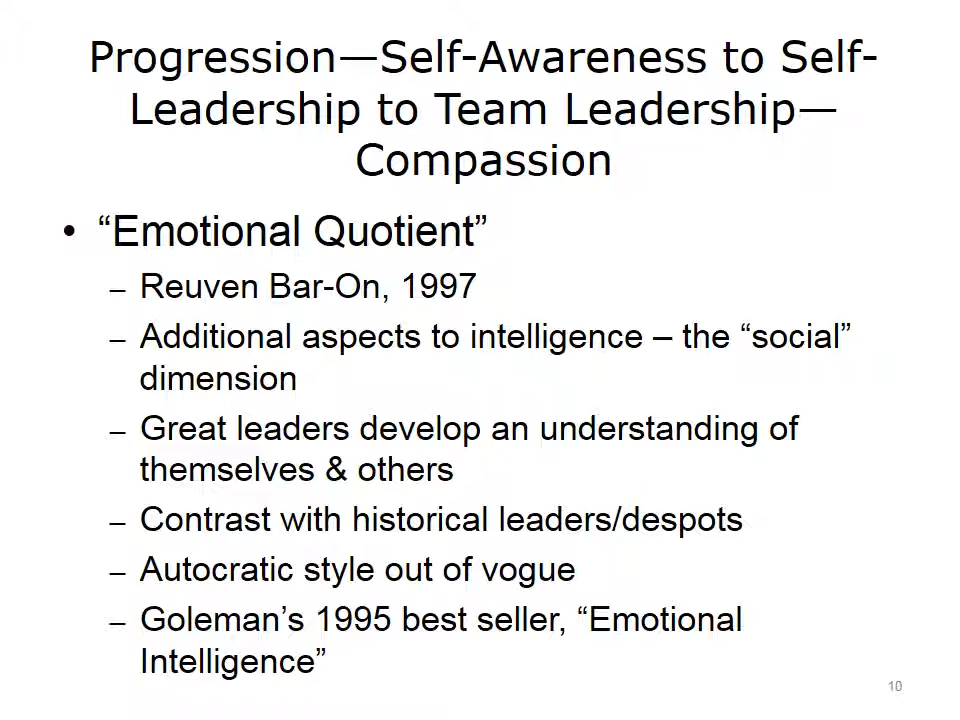 Progression—Self-Awareness to Self-
Leadership to Team Leadership—
Compassion
• “Emotional Quotient”
– Reuven Bar-On, 1997
– Additional aspects to intelligence – the “social”
dimension
– Great leaders develop an understanding of
themselves & others
– Contrast with historical leaders/despots
– Autocratic style out of vogue
– Goleman’s 1995 best seller, “Emotional
Intelligence”
10